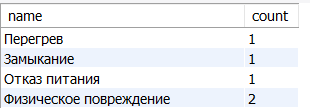 name count
Перегрев 1
Замыкание 1
Отказ питания 1
Физическое повреждение 2